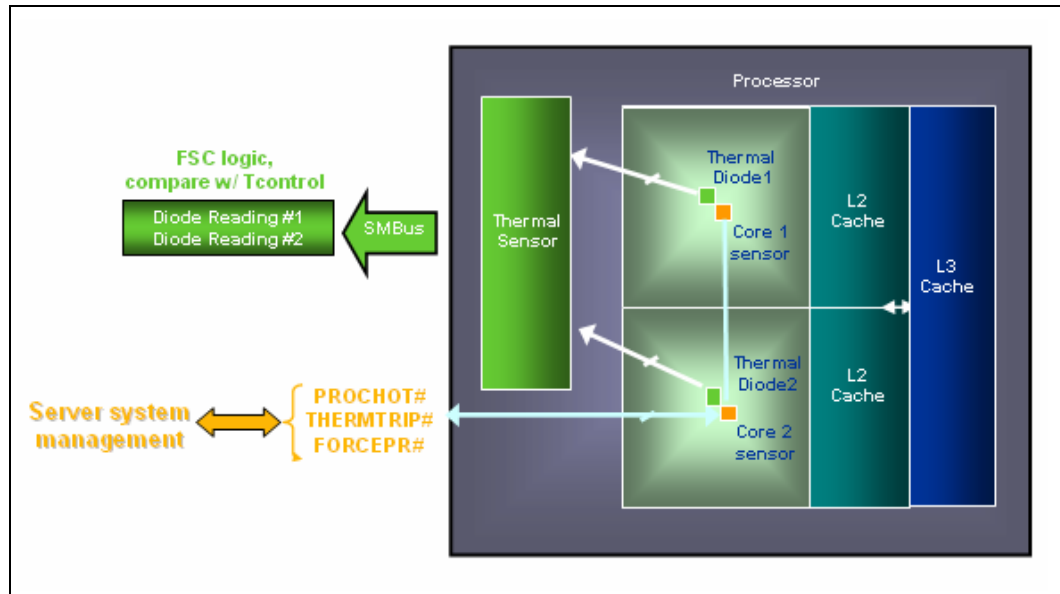 Processor
FSC logic,
compare w/ Tcontrol
Diode Reading #1
Diode Reading #2
SMBus
Thermal
Sensor
Thermal
Diode1
Core 1
sensor
L2
Cache
L3
Cache
Thermal
Diode2
Core 2
sensor
L2
Cache
Server system
management
PROCHOT#
THERMTRIP#
FORCEPR#